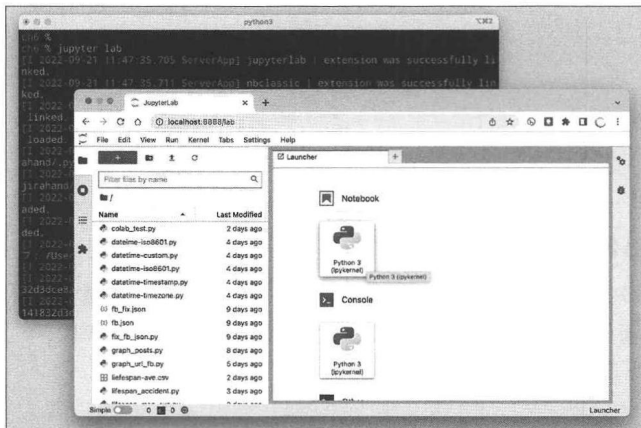 python3
⌥⌘2
ch6 %
ch6 % jupyter lab
[I 2022-09-21 11:47:35.705 ServerApp] jupyterlab | extension was successfully li
nked.
[I 2022-09-21 11:47:35.711 ServerApp] nbclassic | extension was successfully lin
ked.
linked.
loaded.
JupyterLab
localhost:8888/lab
File Edit View Run Kernel Tabs Settings Help
Filter files by name
/
Name Last Modified
colab_test.py 2 days ago
dateime-iso8601.py 4 days ago
datetime-custom.py 4 days ago
datetime-iso8601.py 4 days ago
datetime-timestamp.py 4 days ago
datetime-timezone.py 4 days ago
fb_fix.json 9 days ago
fb.json 9 days ago
fix_fb_json.py 9 days ago
graph_posts.py 8 days ago
graph_url_fb.py 5 days ago
liefespan-ave.csv 2 days ago
lifespan_accident.py 3 days ago
Simple 0 0
Launcher
Notebook
Python 3
(ipykernel)
Python 3 (ipykernel)
Console
Python 3
(ipykernel)
Launcher